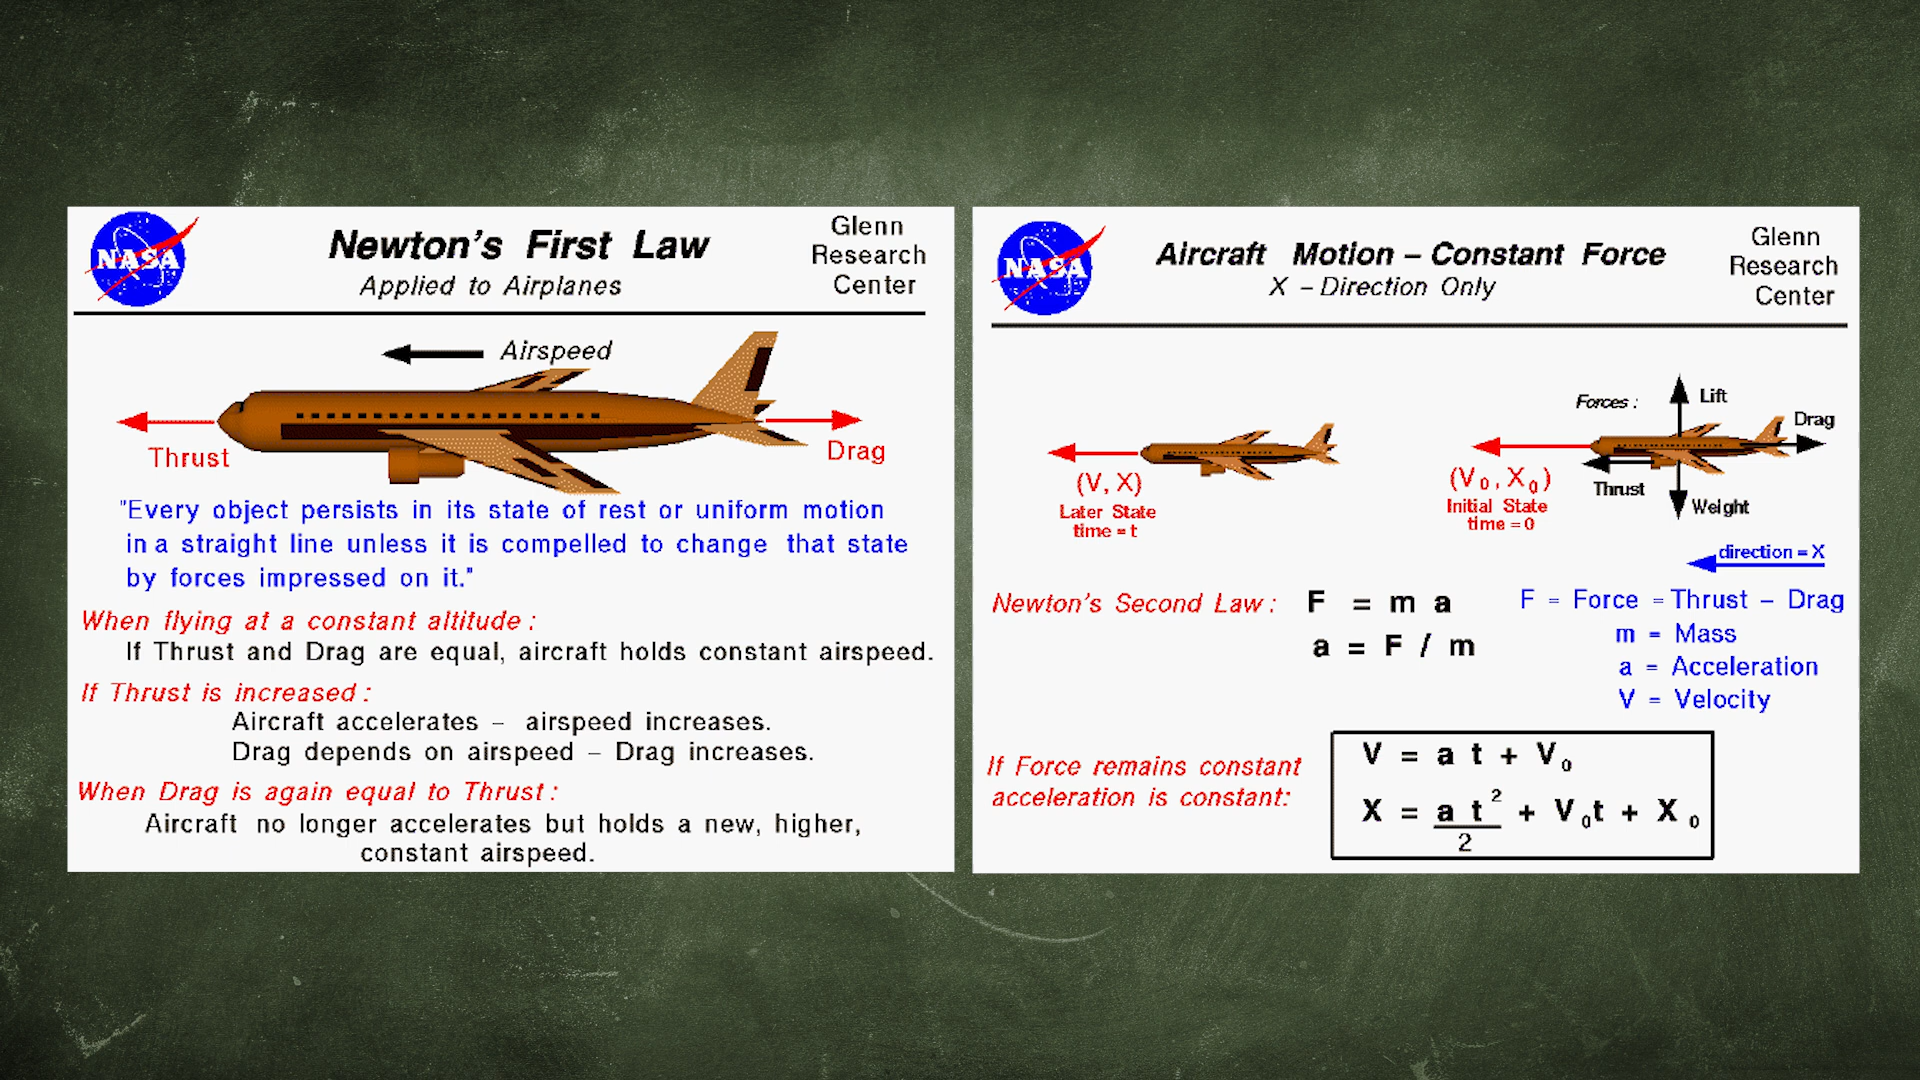 NASA
Newton's First Law
Applied to Airplanes
Glenn
Research
Center
Airspeed
Thrust
Drag
"Every object persists in its state of rest or uniform motion
in a straight line unless it is compelled to change that state
by forces impressed on it."
When flying at a constant altitude :
If Thrust and Drag are equal, aircraft holds constant airspeed.
If Thrust is increased :
Aircraft accelerates – airspeed increases.
Drag depends on airspeed – Drag increases.
When Drag is again equal to Thrust :
Aircraft no longer accelerates but holds a new, higher,
constant airspeed.
NASA
Aircraft Motion – Constant Force
X – Direction Only
Glenn
Research
Center
(V, X)
Later State
time = t
Forces :
Lift
Drag
(V₀, X₀)
Initial State
time = 0
Thrust
Weight
direction = X
Newton's Second Law : F = m a
a = F / m
F = Force = Thrust – Drag
m = Mass
a = Acceleration
V = Velocity
If Force remains constant
acceleration is constant:
V = a t + V₀
X = a t² / 2 + V₀t + X₀